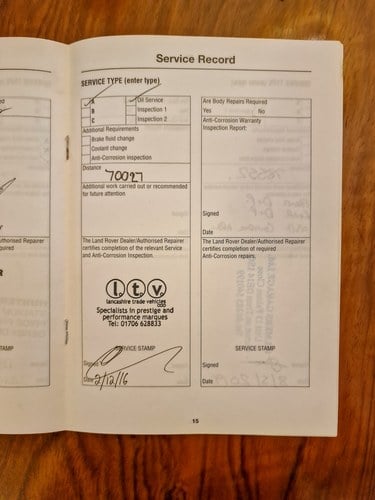 Service Record
SERVICE TYPE (enter type)
A
B
C
Oil Service
Inspection 1
Inspection 2
Additional Requirements
Brake fluid change
Coolant change
Anti-Corrosion inspection
Distance
70027
Additional work carried out or recommended
for future attention.
The Land Rover Dealer/Authorised Repairer
certifies completion of the relevant Service
and Anti-Corrosion Inspection.
l.t.v.
lancashire trade vehicles
Specialists in prestige and
performance marques
Tel: 01706 628833
SERVICE STAMP
Signed
Date 2/12/16
Are Body Repairs Required
Yes
No
Anti-Corrosion Warranty
Inspection Report:
Signed
Date
The Land Rover Dealer/Authorised Repairer
certifies completion of required
Anti-Corrosion repairs.
SERVICE STAMP
Signed
Date
15